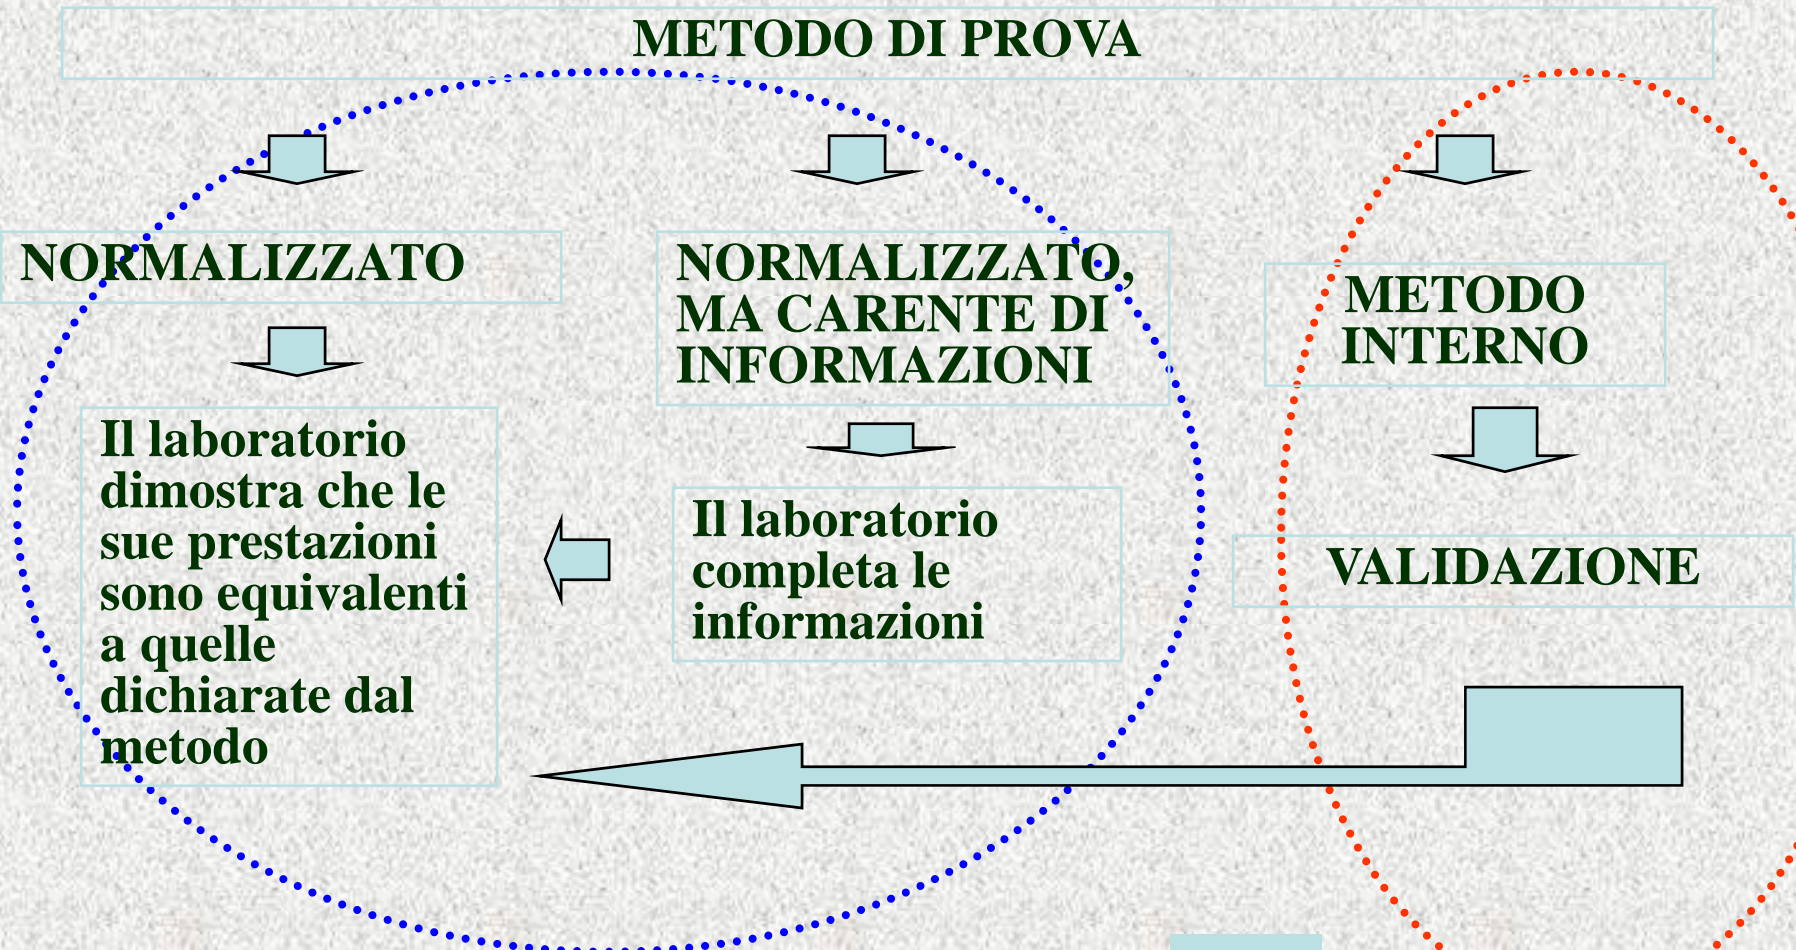 METODO DI PROVA
NORMALIZZATO
NORMALIZZATO,
MA CARENTE DI
INFORMAZIONI
METODO
INTERNO
Il laboratorio
dimostra che le
sue prestazioni
sono equivalenti
a quelle
dichiarate dal
metodo
Il laboratorio
completa le
informazioni
VALIDAZIONE